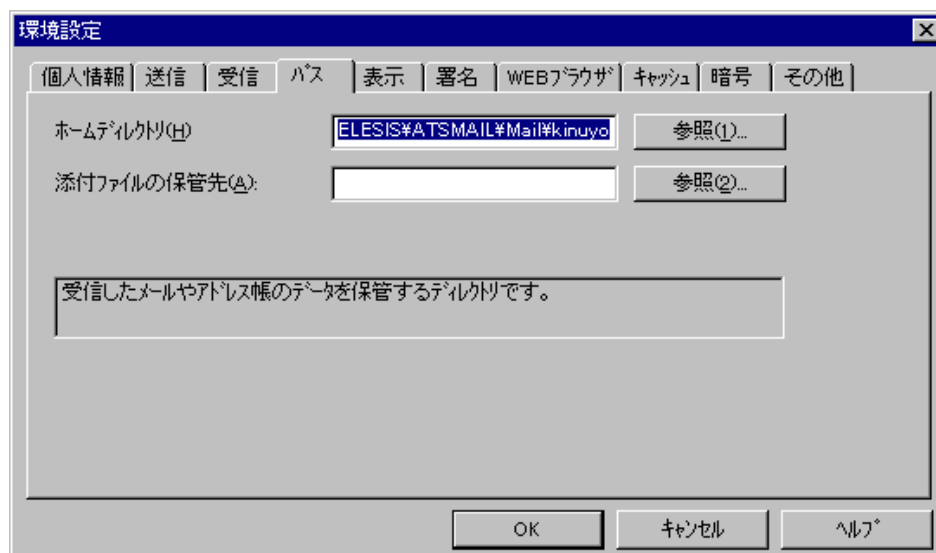 環境設定
個人情報 送信 受信 ﾊﾟｽ 表示 署名 WEBﾌﾞﾗｳｻﾞ ｷｬｯｼｭ 暗号 その他
ﾎｰﾑﾃﾞｨﾚｸﾄﾘ(H) ELESIS¥ATSMAIL¥Mail¥kinuyo 参照(1)...
添付ﾌｧｲﾙの保管先(A): 参照(2)...
受信したﾒｰﾙやｱﾄﾞﾚｽ帳のﾃﾞｰﾀを保管するﾃﾞｨﾚｸﾄﾘです。
OK ｷｬﾝｾﾙ ﾍﾙﾌﾟ